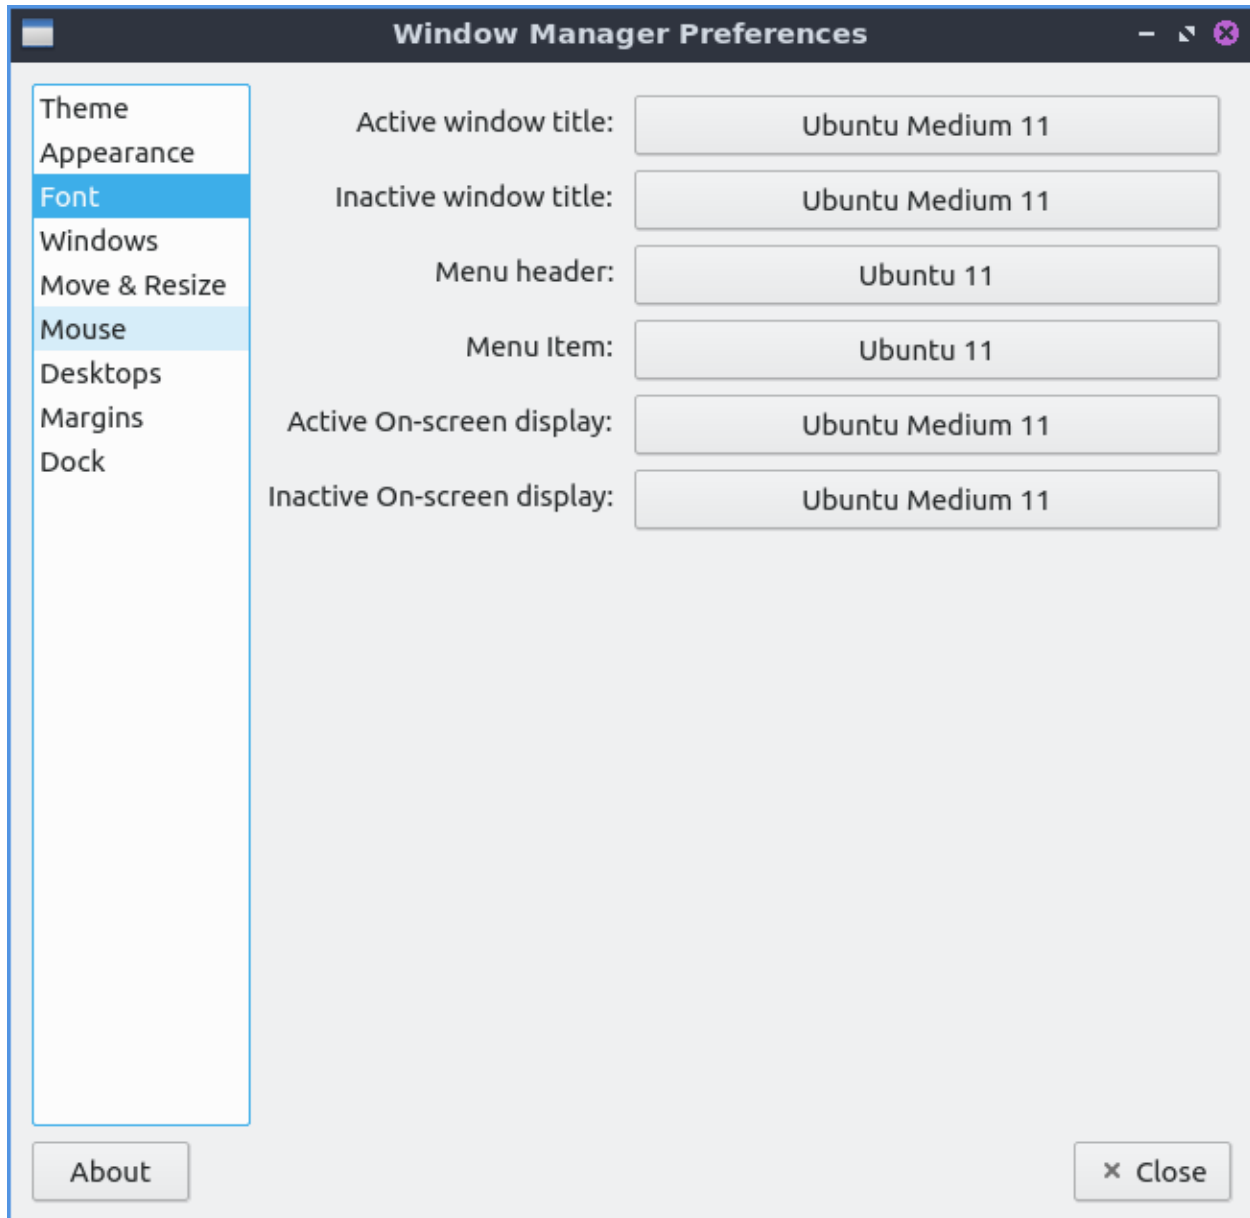 Window Manager Preferences
Theme
Appearance
Font
Windows
Move & Resize
Mouse
Desktops
Margins
Dock
Active window title: Ubuntu Medium 11
Inactive window title: Ubuntu Medium 11
Menu header: Ubuntu 11
Menu Item: Ubuntu 11
Active On-screen display: Ubuntu Medium 11
Inactive On-screen display: Ubuntu Medium 11
About
Close